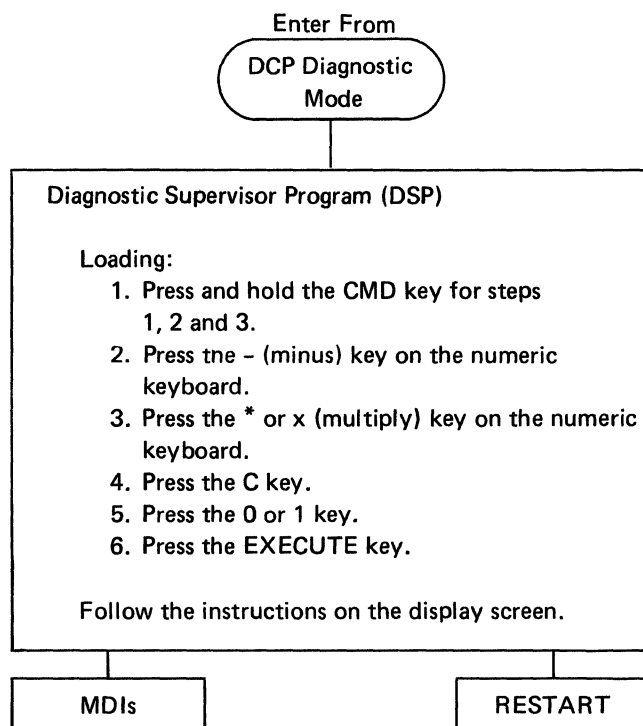 Enter From
DCP Diagnostic
Mode
Diagnostic Supervisor Program (DSP)
Loading:
1. Press and hold the CMD key for steps
1, 2 and 3.
2. Press tne – (minus) key on the numeric
keyboard.
3. Press the * or x (multiply) key on the numeric
keyboard.
4. Press the C key.
5. Press the 0 or 1 key.
6. Press the EXECUTE key.
Follow the instructions on the display screen.
MDIs
RESTART